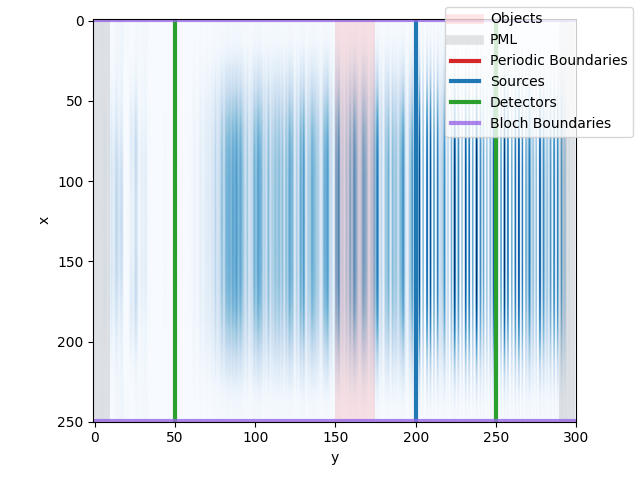 Objects
PML
Periodic Boundaries
Sources
Detectors
Bloch Boundaries
0
50
100
150
200
250
x
0
50
100
150
200
250
300
y